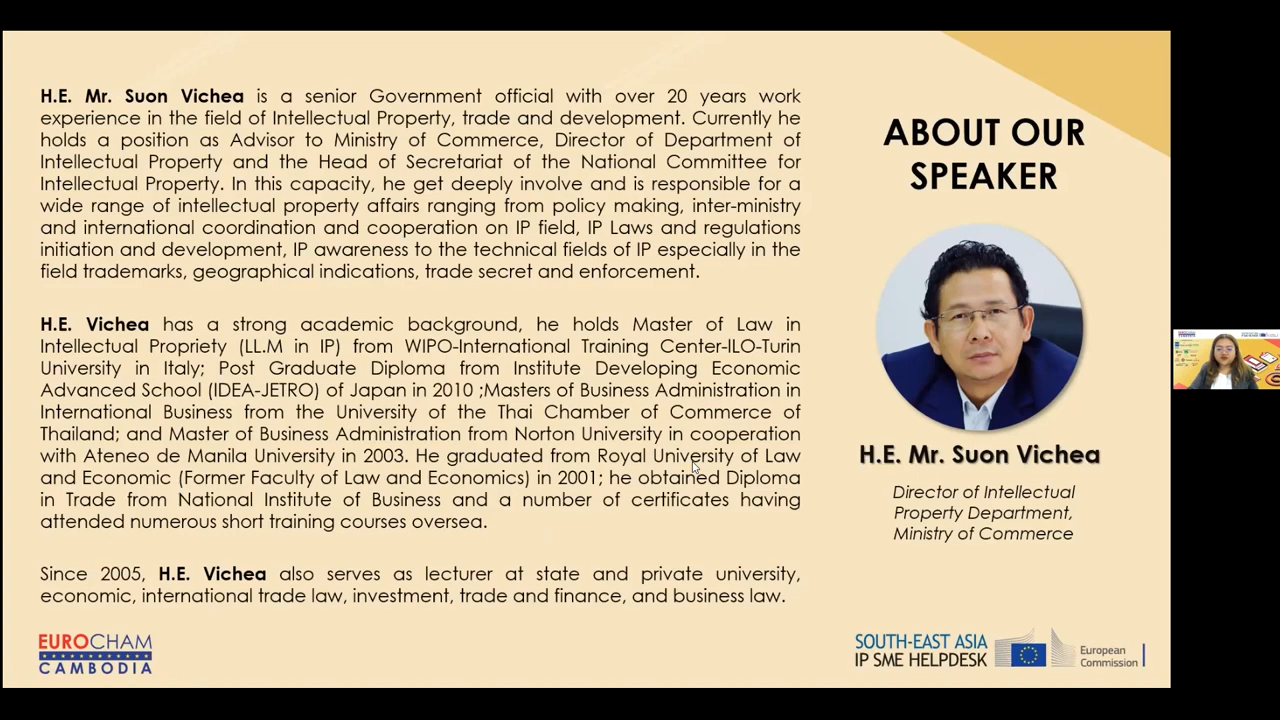 H.E. Mr. Suon Vichea is a senior Government official with over 20 years work
experience in the field of Intellectual Property, trade and development. Currently he
holds a position as Advisor to Ministry of Commerce, Director of Department of
Intellectual Property and the Head of Secretariat of the National Committee for
Intellectual Property. In this capacity, he get deeply involve and is responsible for a
wide range of intellectual property affairs ranging from policy making, inter-ministry
and international coordination and cooperation on IP field, IP Laws and regulations
initiation and development, IP awareness to the technical fields of IP especially in the
field trademarks, geographical indications, trade secret and enforcement.
H.E. Vichea has a strong academic background, he holds Master of Law in
Intellectual Propriety (LL.M in IP) from WIPO-International Training Center-ILO-Turin
University in Italy; Post Graduate Diploma from Institute Developing Economic
Advanced School (IDEA-JETRO) of Japan in 2010 ;Masters of Business Administration in
International Business from the University of the Thai Chamber of Commerce of
Thailand; and Master of Business Administration from Norton University in cooperation
with Ateneo de Manila University in 2003. He graduated from Royal University of Law
and Economic (Former Faculty of Law and Economics) in 2001; he obtained Diploma
in Trade from National Institute of Business and a number of certificates having
attended numerous short training courses oversea.
Since 2005, H.E. Vichea also serves as lecturer at state and private university,
economic, international trade law, investment, trade and finance, and business law.
EUROCHAM
CAMBODIA
ABOUT OUR
SPEAKER
H.E. Mr. Suon Vichea
Director of Intellectual
Property Department,
Ministry of Commerce
SOUTH-EAST ASIA
IP SME HELPDESK
European
Commission